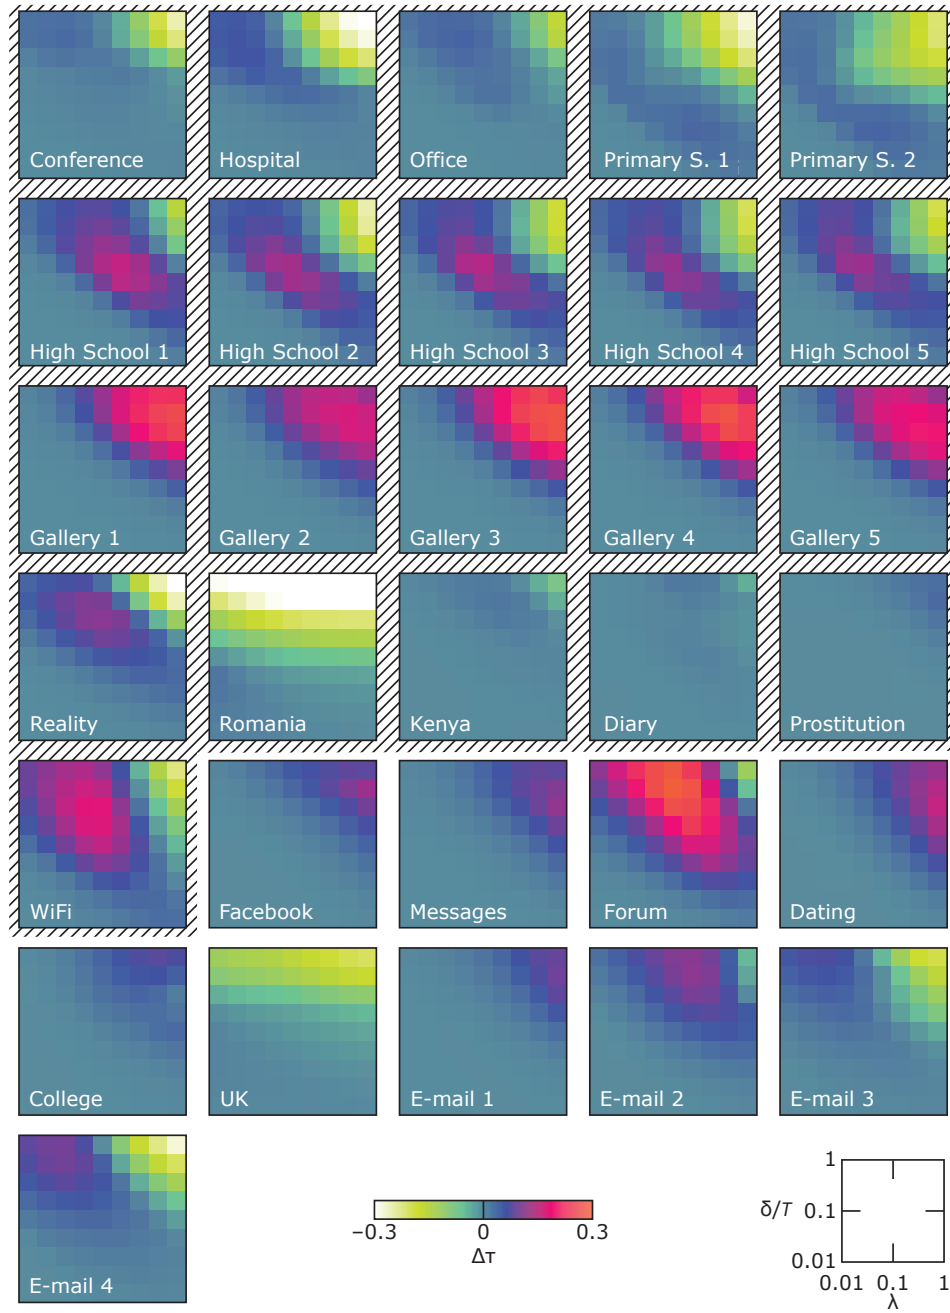 Conference Hospital Office Primary S. 1 Primary S. 2
High School 1 High School 2 High School 3 High School 4 High School 5
Gallery 1 Gallery 2 Gallery 3 Gallery 4 Gallery 5
Reality Romania Kenya Diary Prostitution
WiFi Facebook Messages Forum Dating
College UK E-mail 1 E-mail 2 E-mail 3
E-mail 4
−0.3 0 0.3
Δτ
1
δ/T 0.1
0.01
0.01 0.1 1
λ